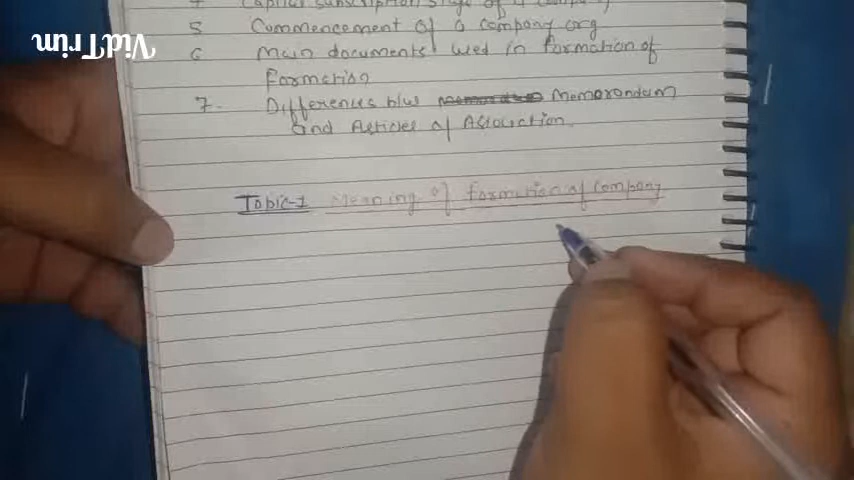 VidTrim
5 Commencement of a company org
6 Main documents used in formation of
formation
7. Differences b/w Memorandum
and Articles of Association.
Topic-1 Meaning of formation of Company